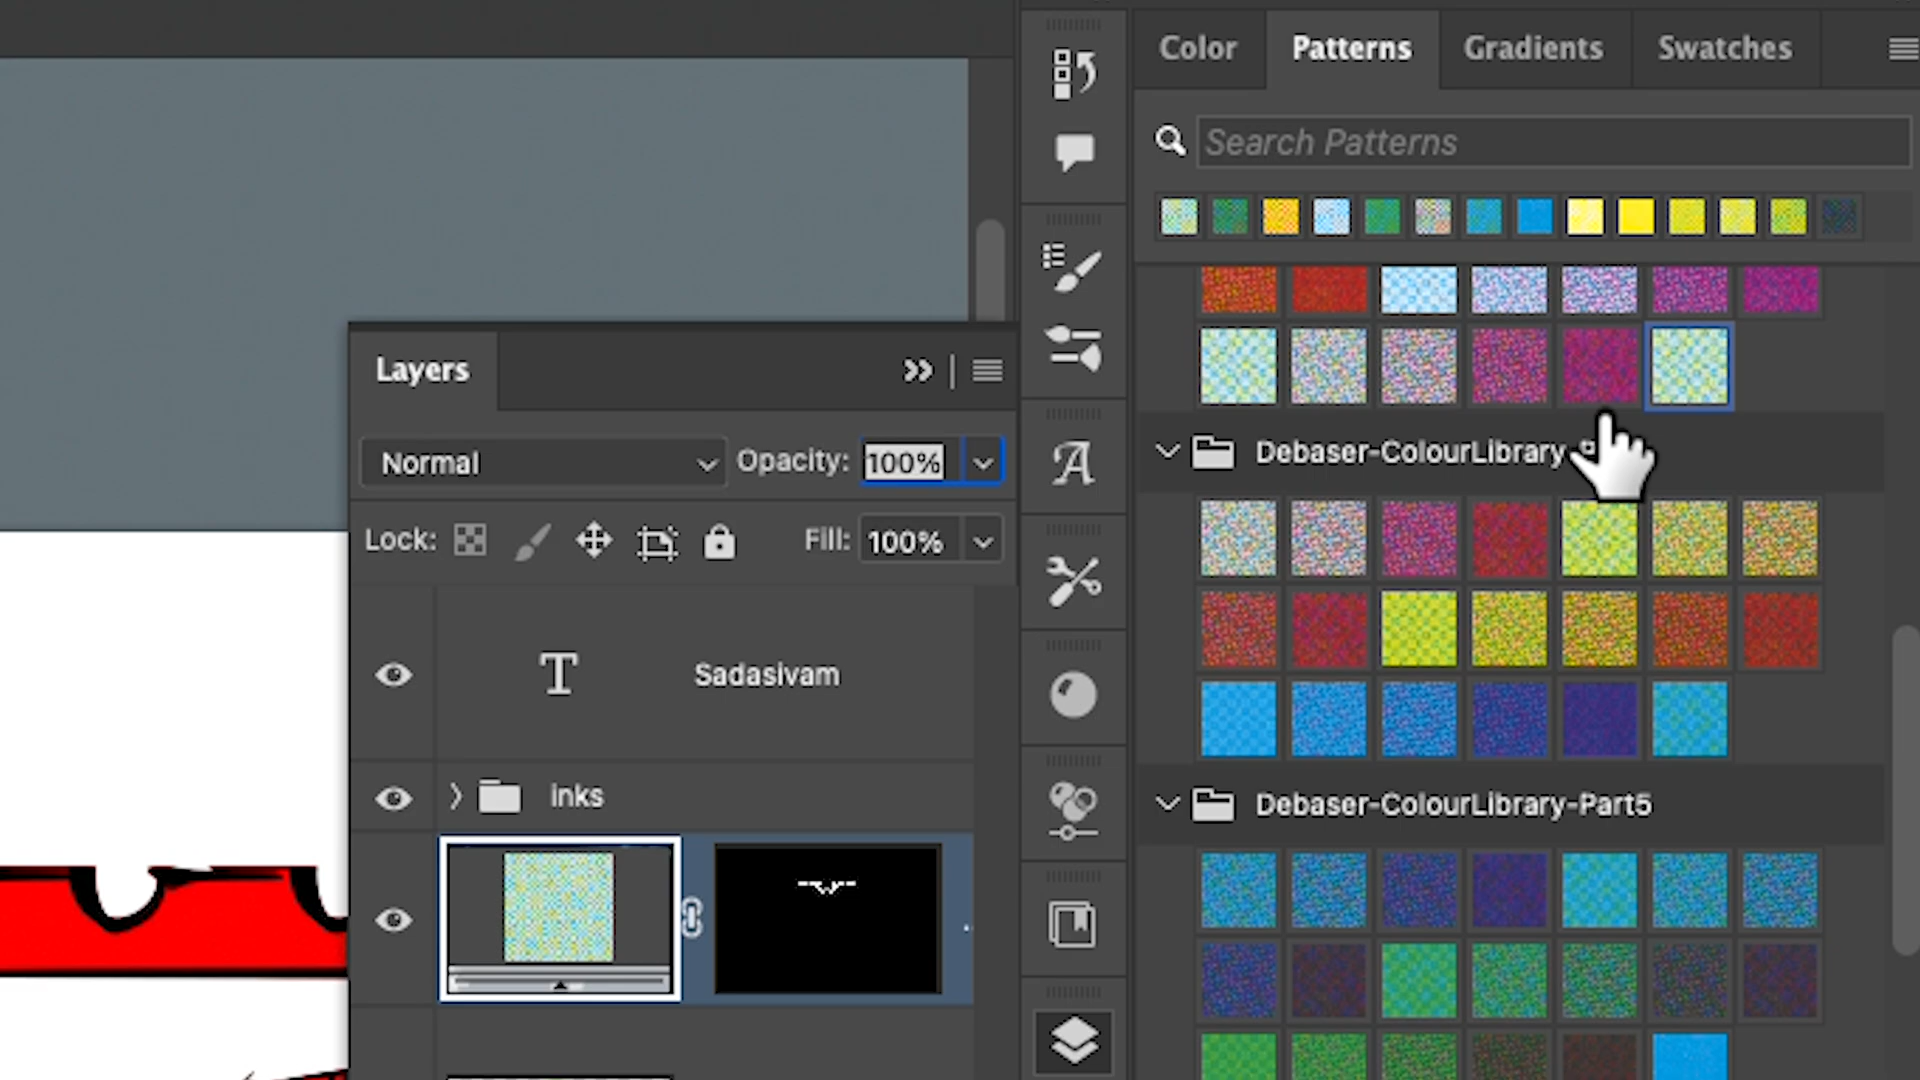 Color Patterns Gradients Swatches
Search Patterns
Layers
Normal Opacity: 100%
Lock: Fill: 100%
Sadasivam
inks
Debaser-ColourLibrary-
Debaser-ColourLibrary-Part5